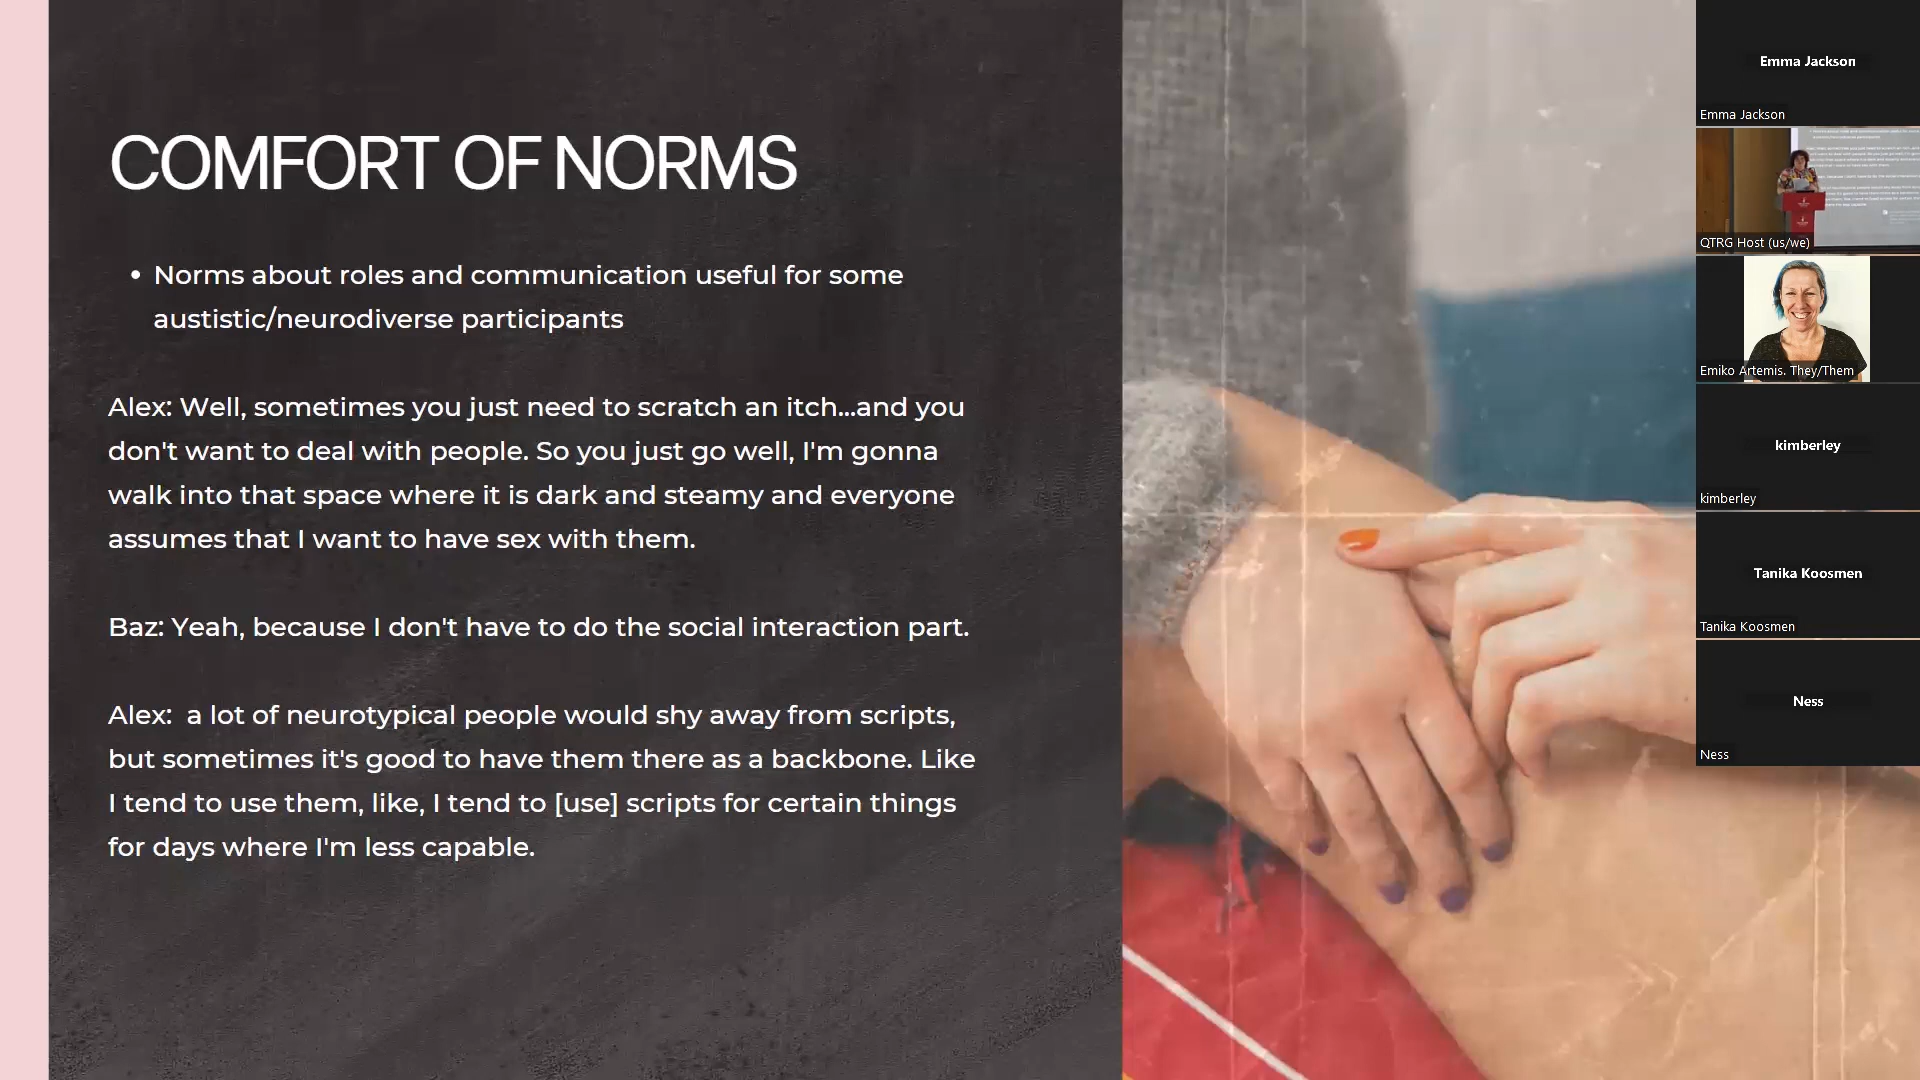 COMFORT OF NORMS
• Norms about roles and communication useful for some
austistic/neurodiverse participants
Alex: Well, sometimes you just need to scratch an itch...and you
don't want to deal with people. So you just go well, I'm gonna
walk into that space where it is dark and steamy and everyone
assumes that I want to have sex with them.
Baz: Yeah, because I don't have to do the social interaction part.
Alex:  a lot of neurotypical people would shy away from scripts,
but sometimes it's good to have them there as a backbone. Like
I tend to use them, like, I tend to [use] scripts for certain things
for days where I'm less capable.
Emma Jackson
Emma Jackson
QTRG Host (us/we)
Emiko Artemis. They/Them
kimberley
kimberley
Tanika Koosmen
Tanika Koosmen
Ness
Ness